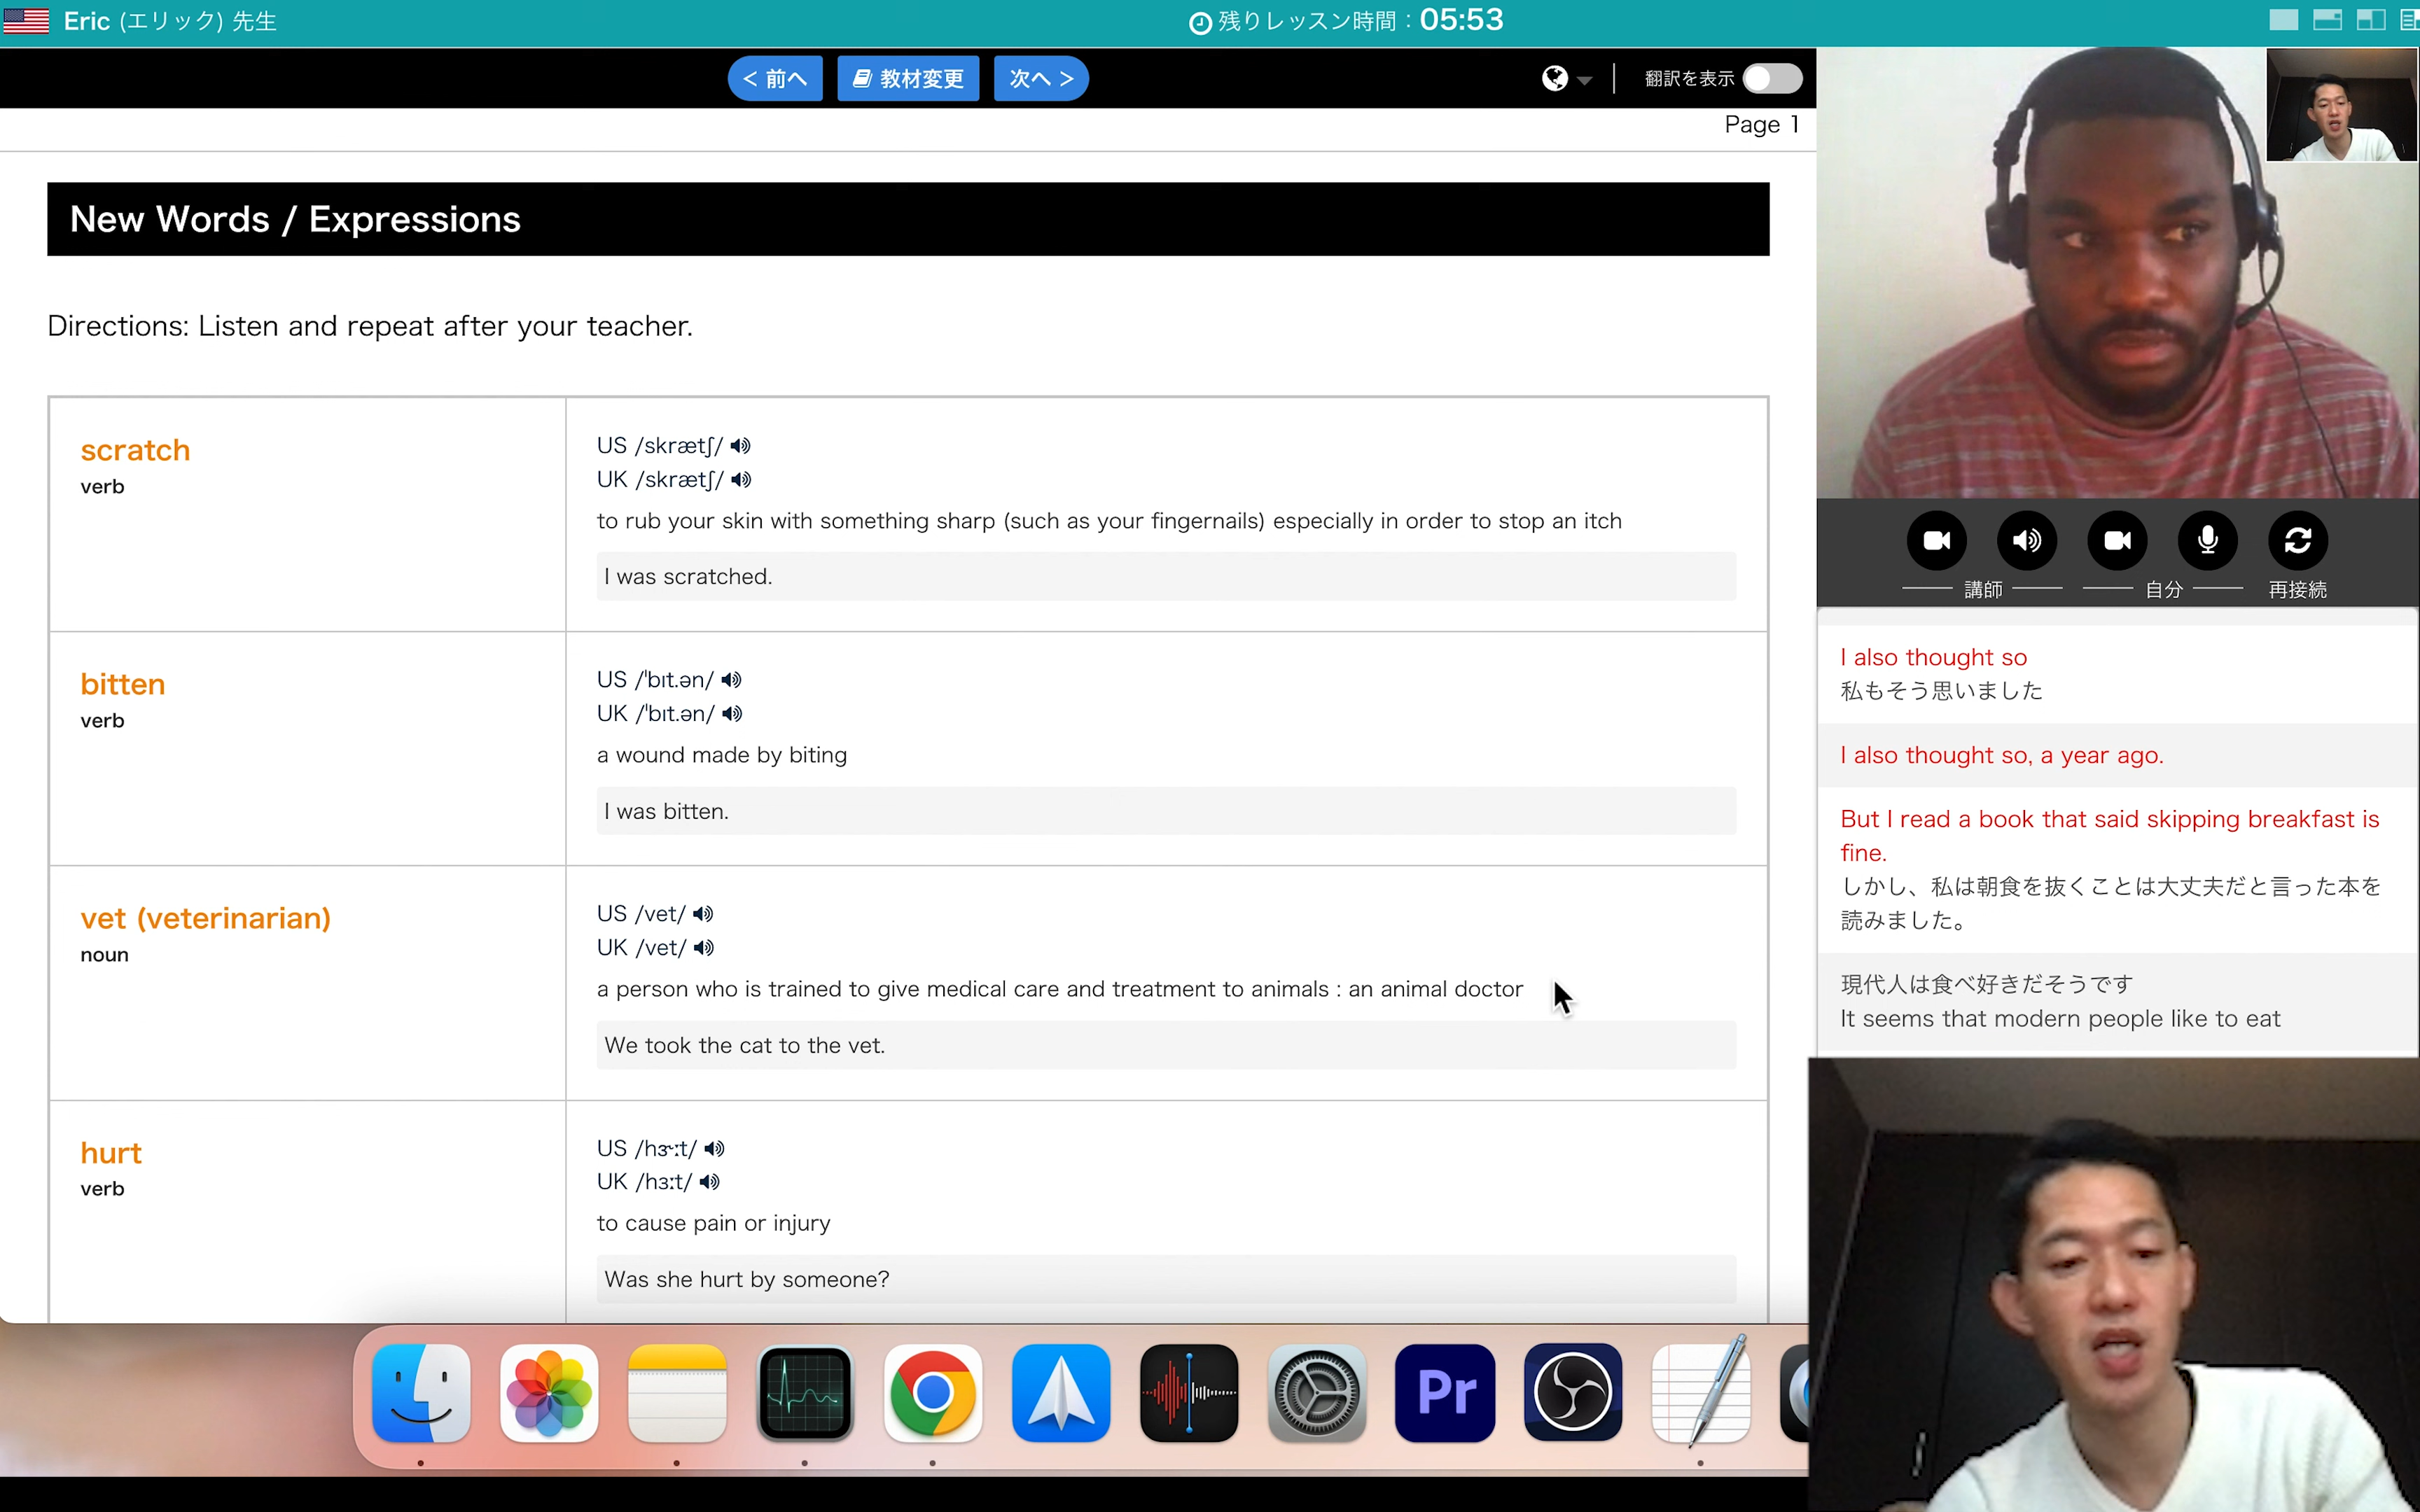 Eric (エリック) 先生
残りレッスン時間 : 05:53
< 前へ
教材変更
次へ >
翻訳を表示
Page 1
New Words / Expressions
Directions: Listen and repeat after your teacher.
scratch
verb
US /skrætʃ/
UK /skrætʃ/
to rub your skin with something sharp (such as your fingernails) especially in order to stop an itch
I was scratched.
bitten
verb
US /ˈbɪt.ən/
UK /ˈbɪt.ən/
a wound made by biting
I was bitten.
vet (veterinarian)
noun
US /vet/
UK /vet/
a person who is trained to give medical care and treatment to animals : an animal doctor
We took the cat to the vet.
hurt
verb
US /hɝːt/
UK /hɜːt/
to cause pain or injury
Was she hurt by someone?
講師
自分
再接続
I also thought so
私もそう思いました
I also thought so, a year ago.
But I read a book that said skipping breakfast is
fine.
しかし、私は朝食を抜くことは大丈夫だと言った本を
読みました。
現代人は食べ好きだそうです
It seems that modern people like to eat
Pr